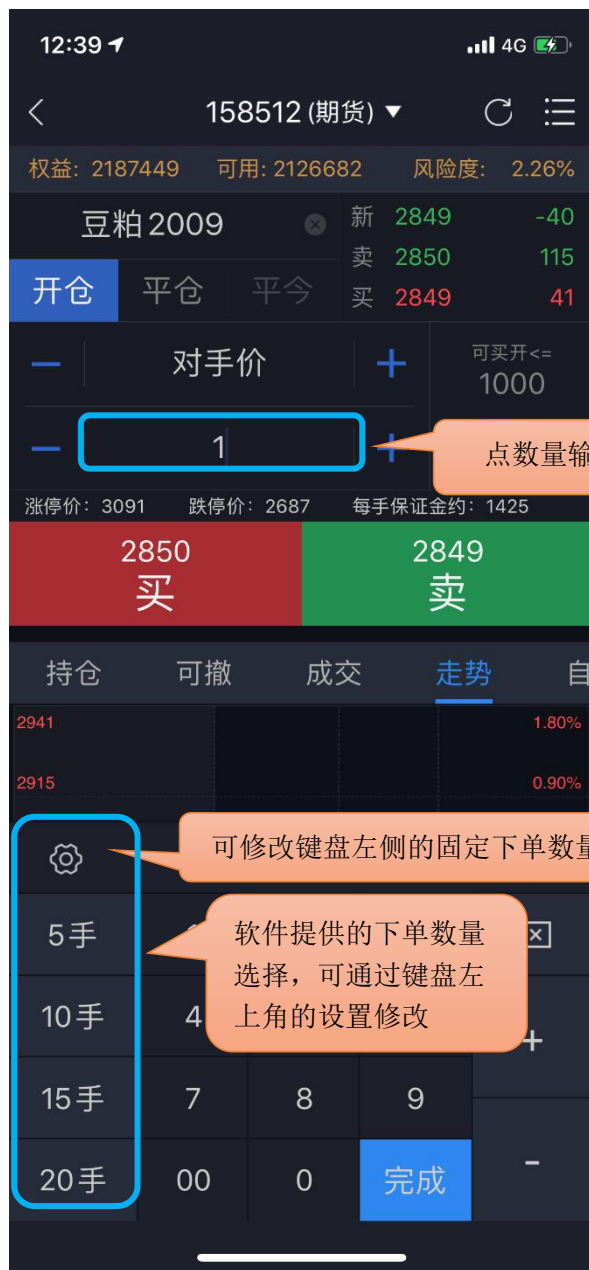 12:39
4G
158512(期货)
权益: 2187449 可用: 2126682 风险度: 2.26%
豆粕2009
新 2849 -40
卖 2850 115
买 2849 41
开仓 平仓 平今
对手价
可买开<=
1000
1
点数量输
涨停价: 3091 跌停价: 2687 每手保证金约: 1425
2850
买
2849
卖
持仓 可撤 成交 走势 自
2941 1.80%
2915 0.90%
可修改键盘左侧的固定下单数量
软件提供的下单数量
选择，可通过键盘左
上角的设置修改
5手
10手 4 +
15手 7 8 9
20手 00 0 完成 -